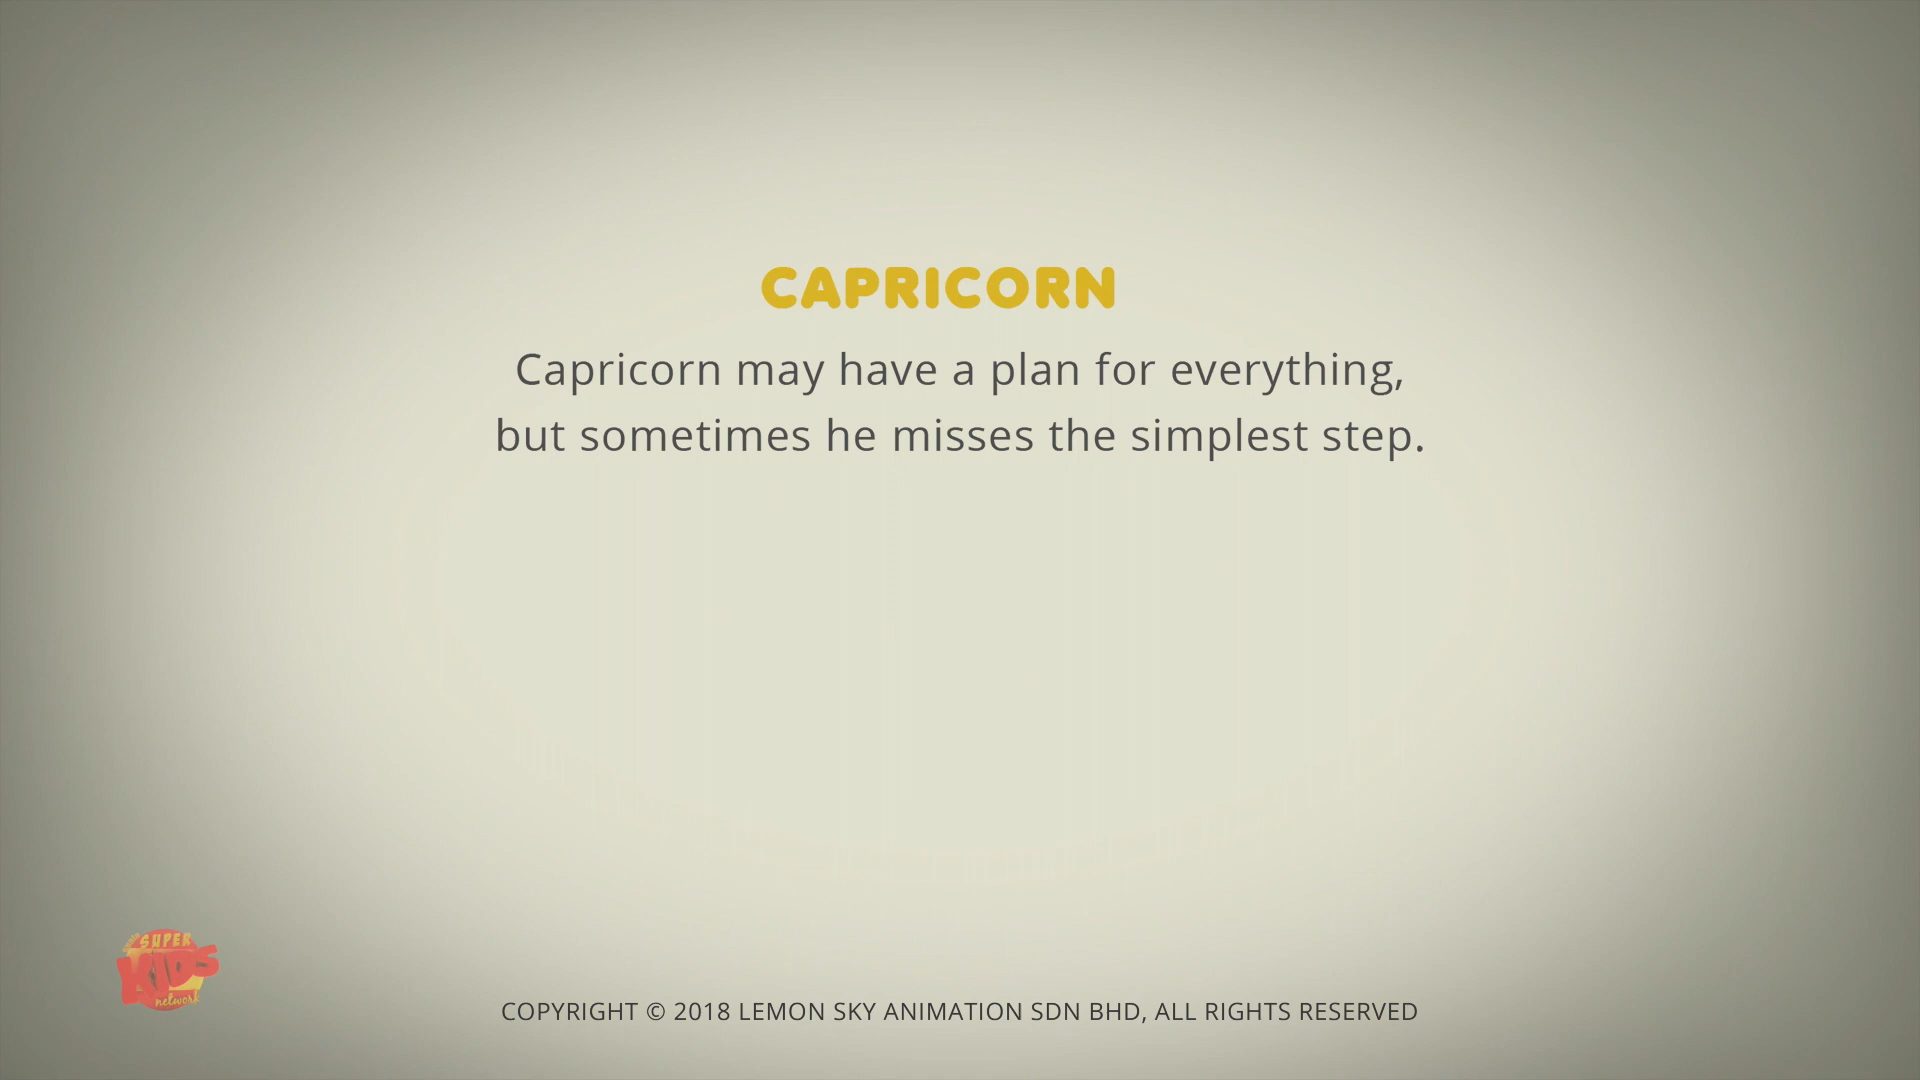 CAPRICORN
Capricorn may have a plan for everything,
but sometimes he misses the simplest step.
SUPER
KIDS
network
COPYRIGHT © 2018 LEMON SKY ANIMATION SDN BHD, ALL RIGHTS RESERVED